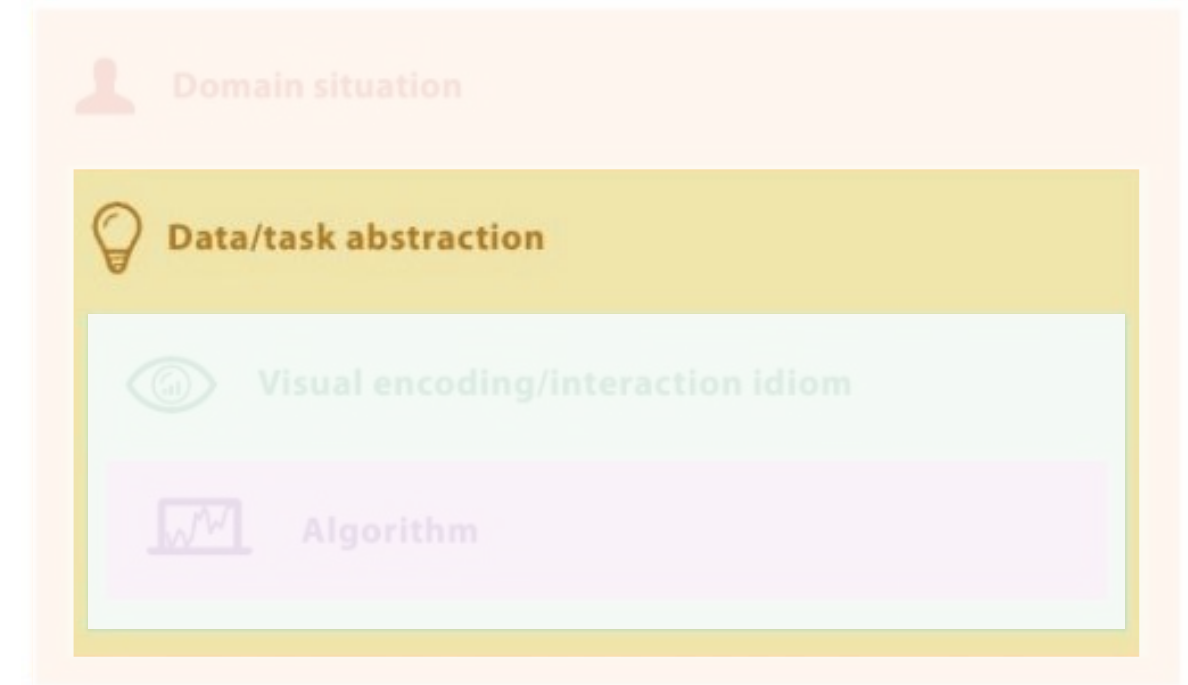 Domain situation
Data/task abstraction
Visual encoding/interaction idiom
Algorithm